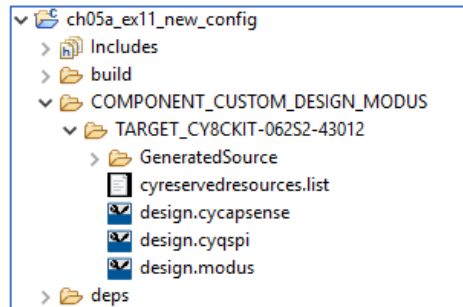 ch05a_ex11_new_config
Includes
build
COMPONENT_CUSTOM_DESIGN_MODUS
TARGET_CY8CKIT-062S2-43012
GeneratedSource
cyreservedresources.list
design.cycapsense
design.cyqspi
design.modus
deps